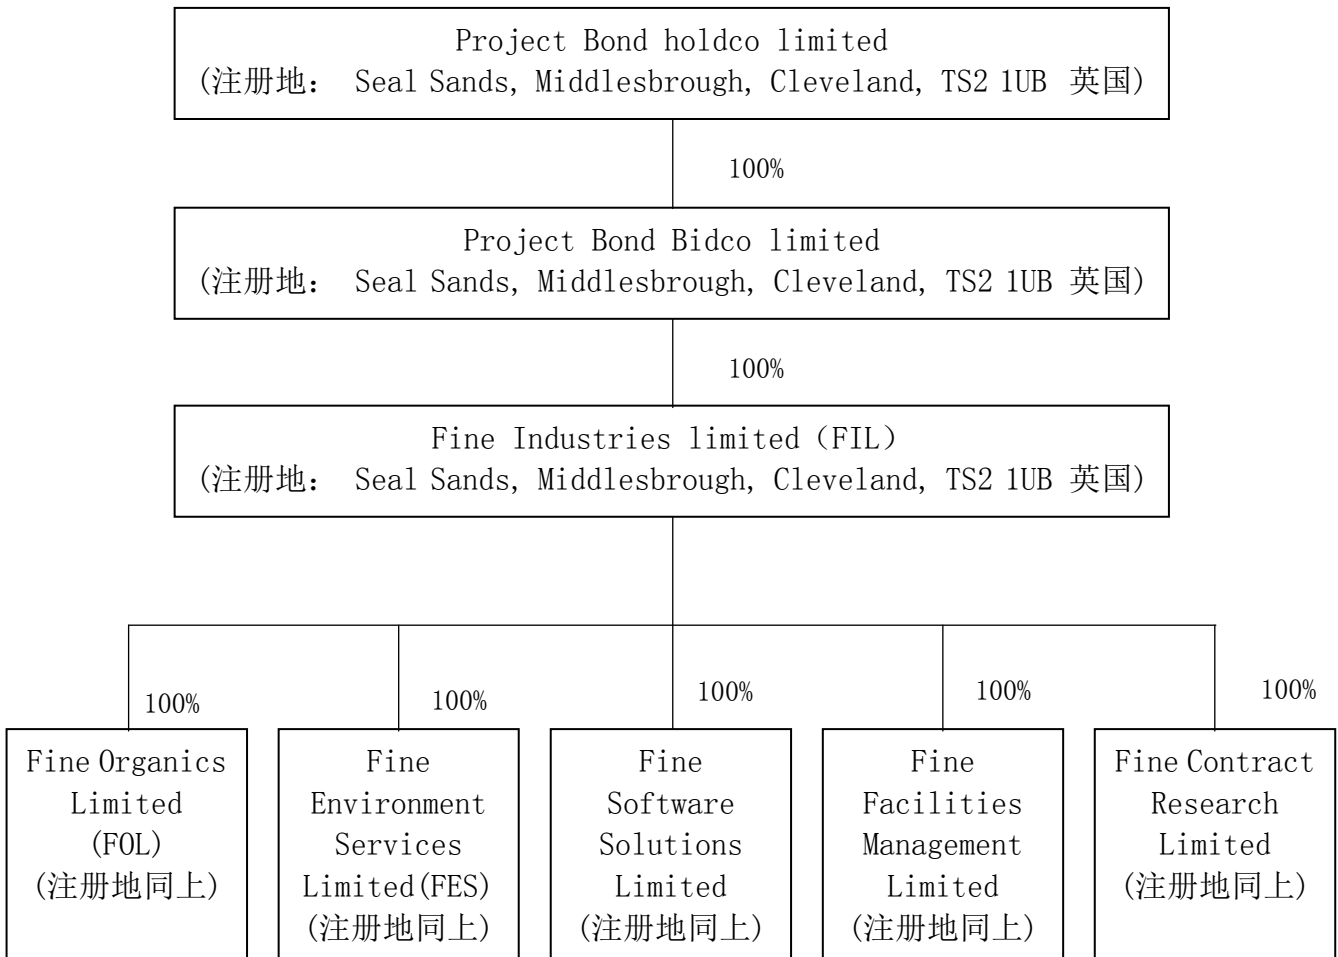 Project Bond holdco limited
(注册地： Seal Sands, Middlesbrough, Cleveland, TS2 1UB 英国)
100%
Project Bond Bidco limited
(注册地： Seal Sands, Middlesbrough, Cleveland, TS2 1UB 英国)
100%
Fine Industries limited（FIL）
(注册地： Seal Sands, Middlesbrough, Cleveland, TS2 1UB 英国)
100%
100%
100%
100%
100%
Fine Organics
Limited
(FOL)
(注册地同上)
Fine
Environment
Services
Limited(FES)
(注册地同上)
Fine
Software
Solutions
Limited
(注册地同上)
Fine
Facilities
Management
Limited
(注册地同上)
Fine Contract
Research
Limited
(注册地同上)